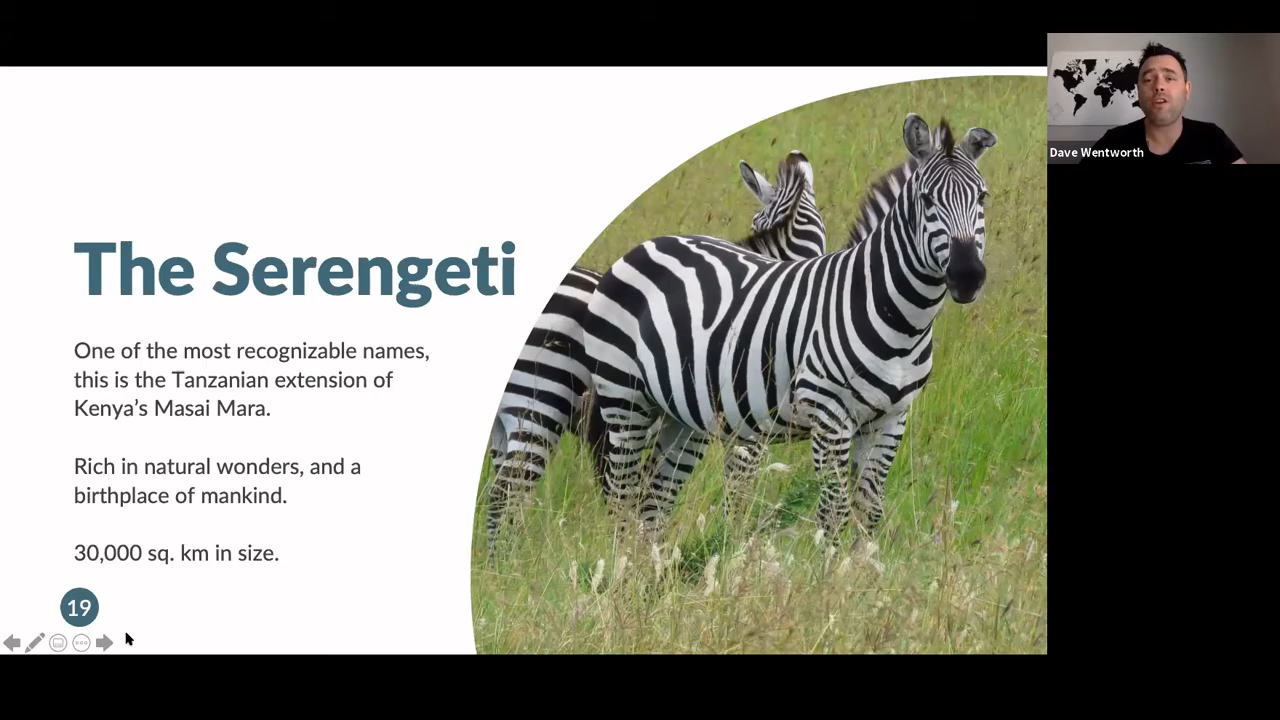 The Serengeti
One of the most recognizable names,
this is the Tanzanian extension of
Kenya’s Masai Mara.
Rich in natural wonders, and a
birthplace of mankind.
30,000 sq. km in size.
19
Dave Wentworth